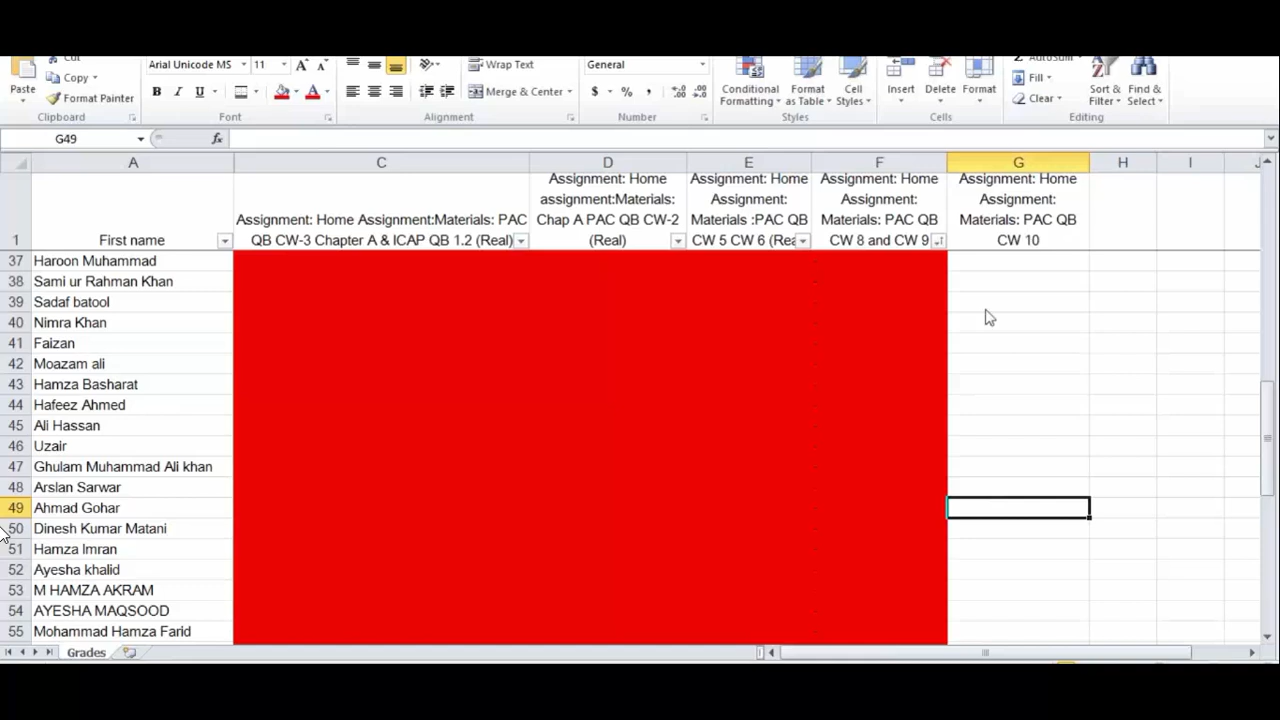 Cut
Arial Unicode MS 11 A A Wrap Text General AutoSum
Copy
Paste Format Painter B I U A Merge & Center $ % , Conditional Formatting Format as Table Cell Styles Insert Delete Format Fill Clear Sort & Filter Find & Select
Clipboard Font Alignment Number Styles Cells Editing
G49 fx
A C D E F G H I J
1 First name
Assignment: Home Assignment:Materials: PAC
QB CW-3 Chapter A & ICAP QB 1.2 (Real)
Assignment: Home
assignment:Materials:
Chap A PAC QB CW-2
(Real)
Assignment: Home
Assignment:
Materials :PAC QB
CW 5 CW 6 (Rea
Assignment: Home
Assignment:
Materials: PAC QB
CW 8 and CW 9
Assignment: Home
Assignment:
Materials: PAC QB
CW 10
37 Haroon Muhammad
38 Sami ur Rahman Khan
39 Sadaf batool
40 Nimra Khan
41 Faizan
42 Moazam ali
43 Hamza Basharat
44 Hafeez Ahmed
45 Ali Hassan
46 Uzair
47 Ghulam Muhammad Ali khan
48 Arslan Sarwar
49 Ahmad Gohar
50 Dinesh Kumar Matani
51 Hamza Imran
52 Ayesha khalid
53 M HAMZA AKRAM
54 AYESHA MAQSOOD
55 Mohammad Hamza Farid
Grades